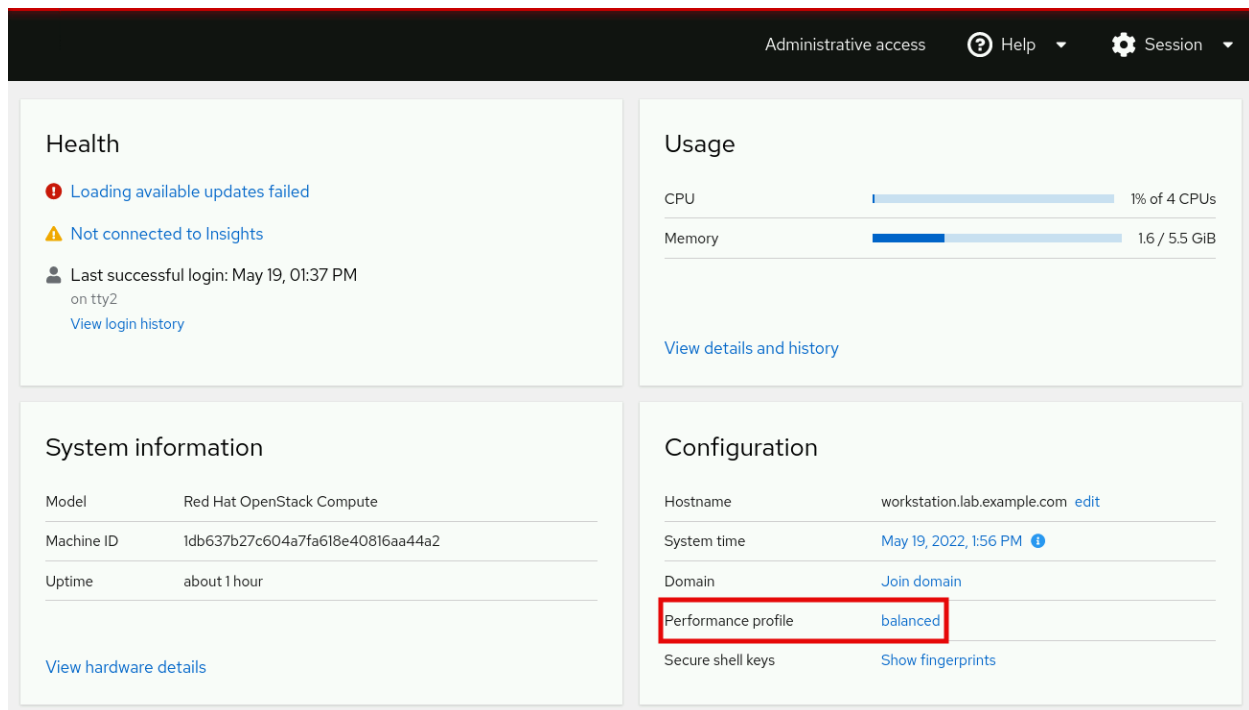 Administrative access Help Session
Health
Loading available updates failed
Not connected to Insights
Last successful login: May 19, 01:37 PM
on tty2
View login history
Usage
CPU 1% of 4 CPUs
Memory 1.6 / 5.5 GiB
View details and history
System information
Model Red Hat OpenStack Compute
Machine ID 1db637b27c604a7fa618e40816aa44a2
Uptime about 1 hour
View hardware details
Configuration
Hostname workstation.lab.example.com edit
System time May 19, 2022, 1:56 PM
Domain Join domain
Performance profile balanced
Secure shell keys Show fingerprints